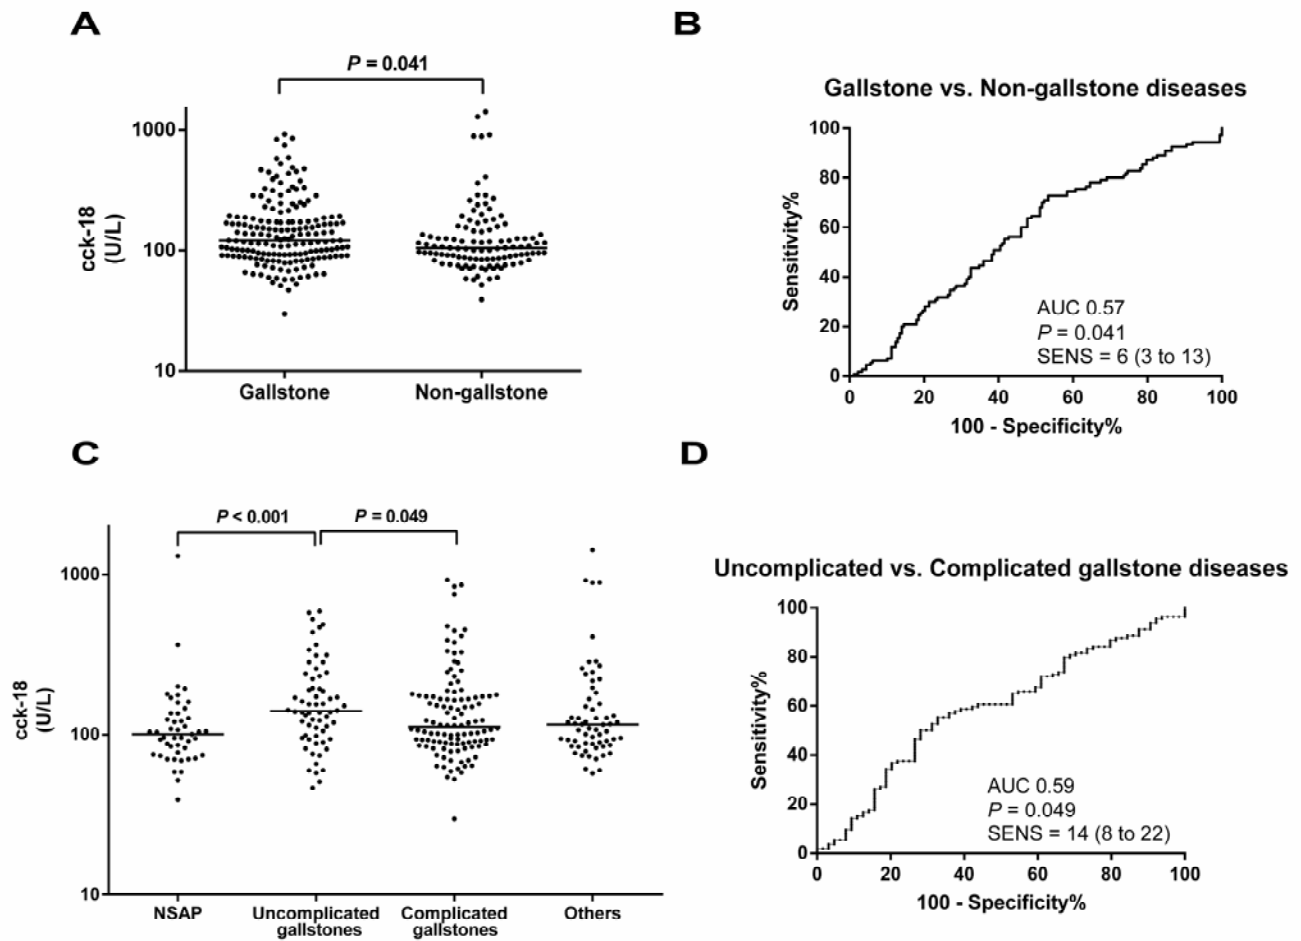 A
P = 0.041
1000
100
10
cck-18
(U/L)
Gallstone
Non-gallstone
B
Gallstone vs. Non-gallstone diseases
100
80
60
40
20
0
Sensitivity%
AUC 0.57
P = 0.041
SENS = 6 (3 to 13)
0 20 40 60 80 100
100 - Specificity%
C
P < 0.001
P = 0.049
1000
100
10
cck-18
(U/L)
NSAP
Uncomplicated
gallstones
Complicated
gallstones
Others
D
Uncomplicated vs. Complicated gallstone diseases
100
80
60
40
20
0
Sensitivity%
AUC 0.59
P = 0.049
SENS = 14 (8 to 22)
0 20 40 60 80 100
100 - Specificity%